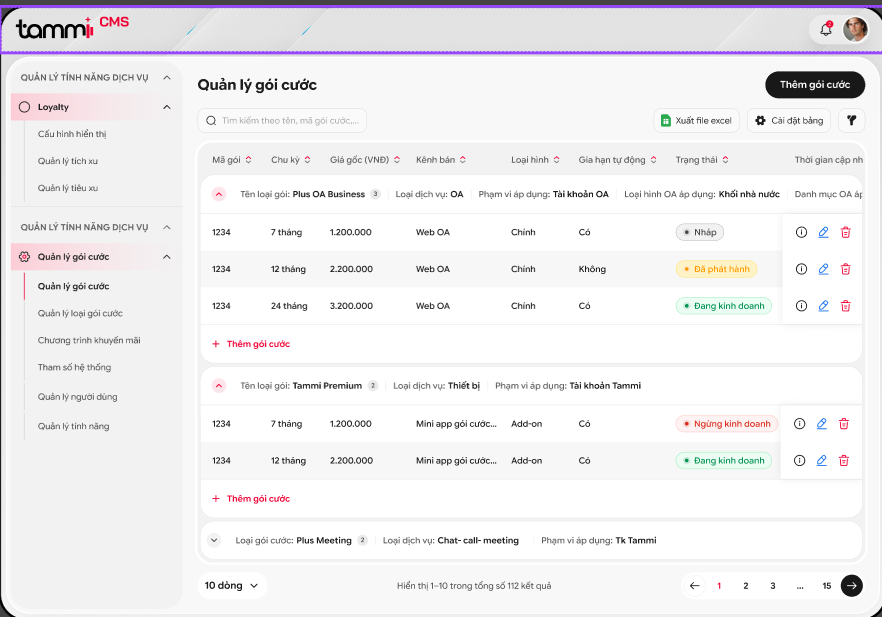 tammi CMS
2
QUẢN LÝ TÍNH NĂNG DỊCH VỤ
Loyalty
Cấu hình hiển thị
Quản lý tích xu
Quản lý tiêu xu
QUẢN LÝ TÍNH NĂNG DỊCH VỤ
Quản lý gói cước
Quản lý gói cước
Quản lý loại gói cước
Chương trình khuyến mãi
Tham số hệ thống
Quản lý người dùng
Quản lý tính năng
Quản lý gói cước
Thêm gói cước
Tìm kiếm theo tên, mã gói cước,...
Xuất file excel
Cài đặt bảng
Mã gói Chu kỳ Giá gốc (VNĐ) Kênh bán Loại hình Gia hạn tự động Trạng thái Thời gian cập nh
Tên loại gói: Plus OA Business 3 Loại dịch vụ: OA Phạm vi áp dụng: Tài khoản OA Loại hình OA áp dụng: Khối nhà nước Danh mục OA áp
1234 7 tháng 1.200.000 Web OA Chính Có Nháp
1234 12 tháng 2.200.000 Web OA Chính Không Đã phát hành
1234 24 tháng 3.200.000 Web OA Chính Có Đang kinh doanh
+ Thêm gói cước
Tên loại gói: Tammi Premium 2 Loại dịch vụ: Thiết bị Phạm vi áp dụng: Tài khoản Tammi
1234 7 tháng 1.200.000 Mini app gói cước... Add-on Có Ngừng kinh doanh
1234 12 tháng 2.200.000 Mini app gói cước... Add-on Có Đang kinh doanh
+ Thêm gói cước
Loại gói cước: Plus Meeting 2 Loại dịch vụ: Chat- call- meeting Phạm vi áp dụng: Tk Tammi
10 dòng
Hiển thị 1–10 trong tổng số 112 kết quả
1 2 3 ... 15